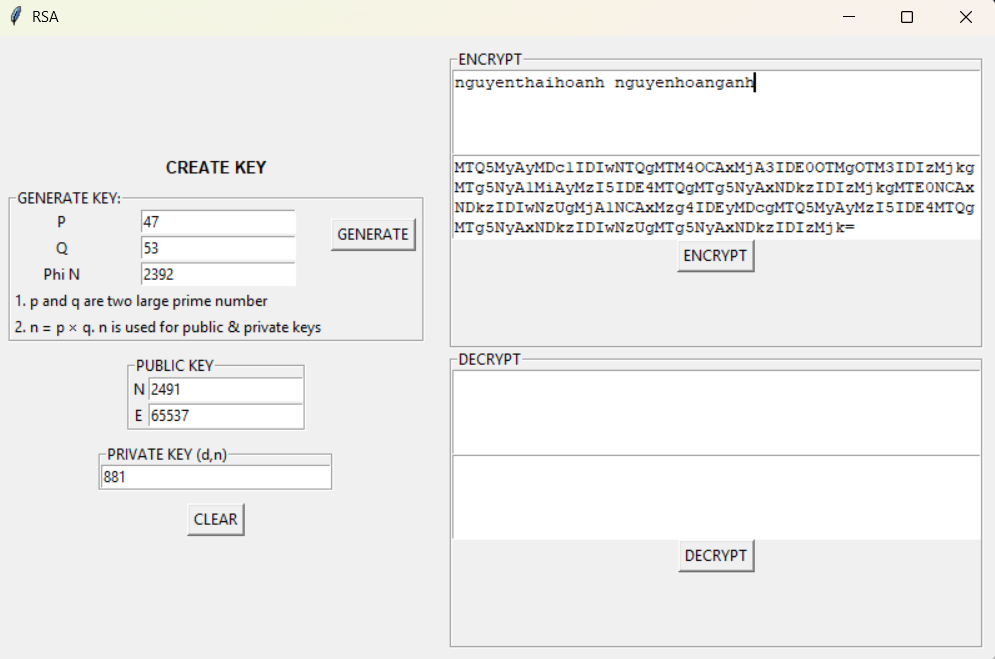 RSA
CREATE KEY
GENERATE KEY:
P 47
Q 53
Phi N 2392
GENERATE
1. p and q are two large prime number
2. n = p × q. n is used for public & private keys
PUBLIC KEY
N 2491
E 65537
PRIVATE KEY (d,n)
881
CLEAR
ENCRYPT
nguyenthaihoanh nguyenhoanganh
MTQ5MyAyMDc1IDIwNTQgMTM4OCAxMjA3IDE0OTMgOTM3IDIzMjkg
MTg5NyA1MiAyMzI5IDE4MTQgMTg5NyAxNDkzIDIzMjkgMTE0NCAx
NDkzIDIwNzUgMjA1NCAxMzg4IDEyMDcgMTQ5MyAyMzI5IDE4MTQg
MTg5NyAxNDkzIDIwNzUgMTg5NyAxNDkzIDIzMjk=
ENCRYPT
DECRYPT
DECRYPT